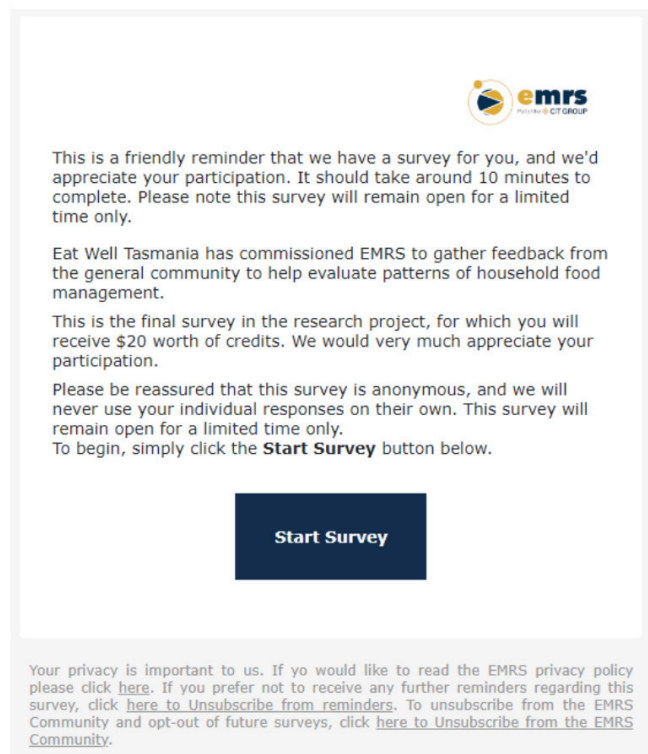 emrs
Part of the CIT GROUP
This is a friendly reminder that we have a survey for you, and we'd
appreciate your participation. It should take around 10 minutes to
complete. Please note this survey will remain open for a limited
time only.
Eat Well Tasmania has commissioned EMRS to gather feedback from
the general community to help evaluate patterns of household food
management.
This is the final survey in the research project, for which you will
receive $20 worth of credits. We would very much appreciate your
participation.
Please be reassured that this survey is anonymous, and we will
never use your individual responses on their own. This survey will
remain open for a limited time only.
To begin, simply click the Start Survey button below.
Start Survey
Your privacy is important to us. If yo would like to read the EMRS privacy policy
please click here. If you prefer not to receive any further reminders regarding this
survey, click here to Unsubscribe from reminders. To unsubscribe from the EMRS
Community and opt-out of future surveys, click here to Unsubscribe from the EMRS
Community.